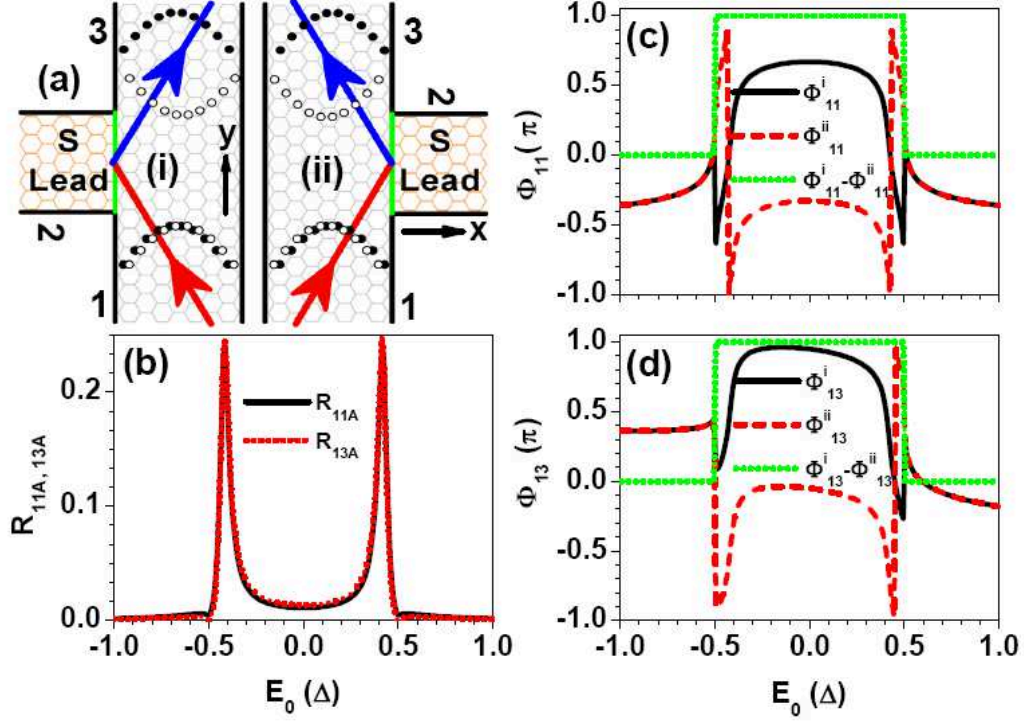 (a)
3
3
2
S
Lead
(i)
y
(ii)
S
Lead
2
x
1
1
(b)
0.2
0.1
0.0
R11A, 13A
R11A
R13A
-1.0 -0.5 0.0 0.5 1.0
E0 (Δ)
(c)
1.0
0.5
0.0
-0.5
-1.0
Φ11 (π)
Φ^i_11
Φ^ii_11
Φ^i_11-Φ^ii_11
(d)
1.0
0.5
0.0
-0.5
-1.0
Φ13 (π)
Φ^i_13
Φ^ii_13
Φ^i_13-Φ^ii_13
-1.0 -0.5 0.0 0.5 1.0
E0 (Δ)